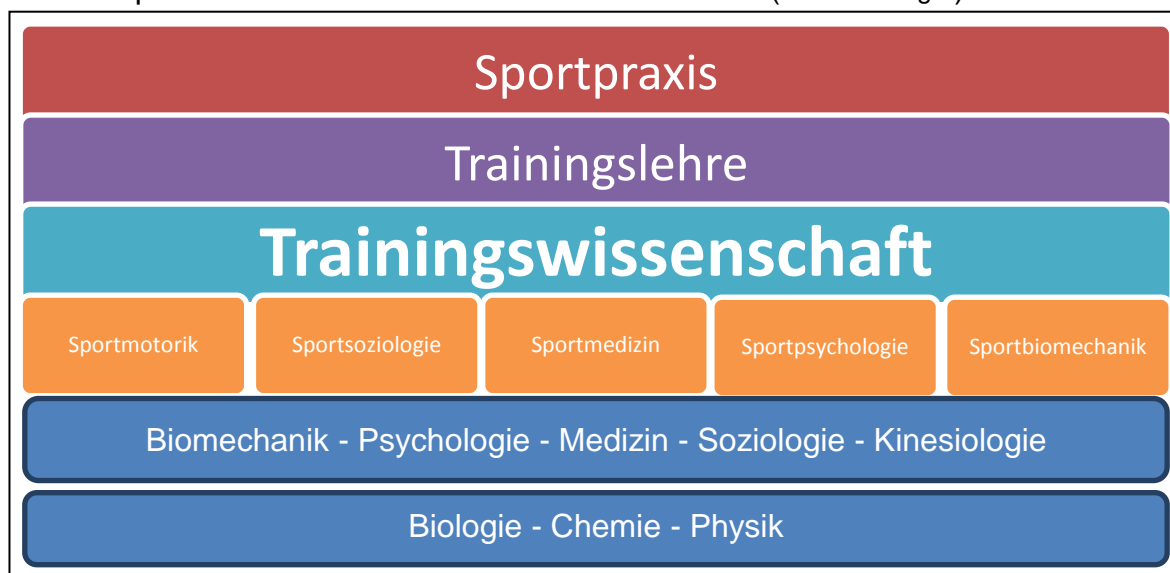 Sportpraxis
Trainingslehre
Trainingswissenschaft
Sportmotorik
Sportsoziologie
Sportmedizin
Sportpsychologie
Sportbiomechanik
Biomechanik - Psychologie - Medizin - Soziologie - Kinesiologie
Biologie - Chemie - Physik